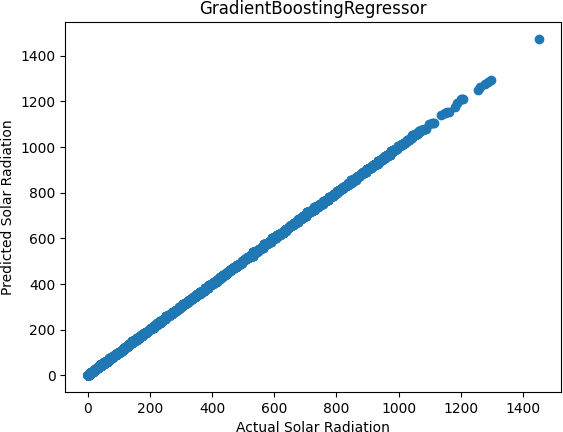 GradientBoostingRegressor
Predicted Solar Radiation
1400
1200
1000
800
600
400
200
0
0 200 400 600 800 1000 1200 1400
Actual Solar Radiation